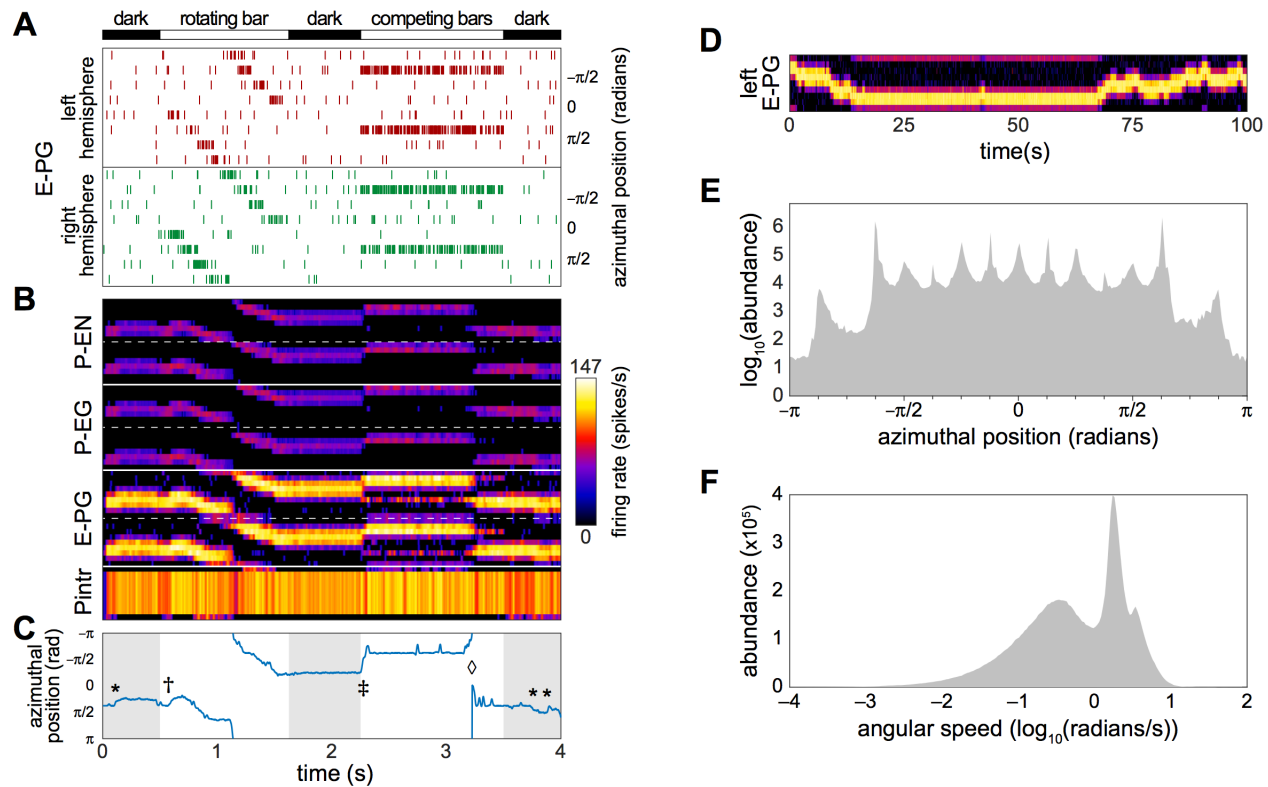 A
dark rotating bar dark competing bars dark
E-PG
left
hemisphere
right
hemisphere
−π/2
0
π/2
−π/2
0
π/2
azimuthal position (radians)
B
P-EN
P-EG
E-PG
Pintr
147
0
firing rate (spikes/s)
C
azimuthal
position (rad)
−π
−π/2
0
π/2
π
* † ‡ ◊ * *
0 1 2 3 4
time (s)
D
left
E-PG
0 25 50 75 100
time(s)
E
log10(abundance)
6
5
4
3
2
1
0
−π −π/2 0 π/2 π
azimuthal position (radians)
F
abundance (x10⁵)
4
3
2
1
0
−4 −3 −2 −1 0 −1 −2
angular speed (log10(radians/s))